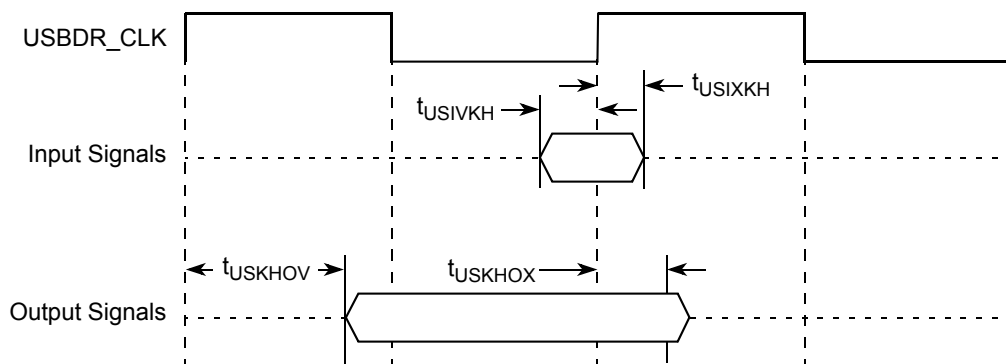 USBDR_CLK
tUSIXKH
tUSIVKH
Input Signals
tUSKHOV
tUSKHOX
Output Signals